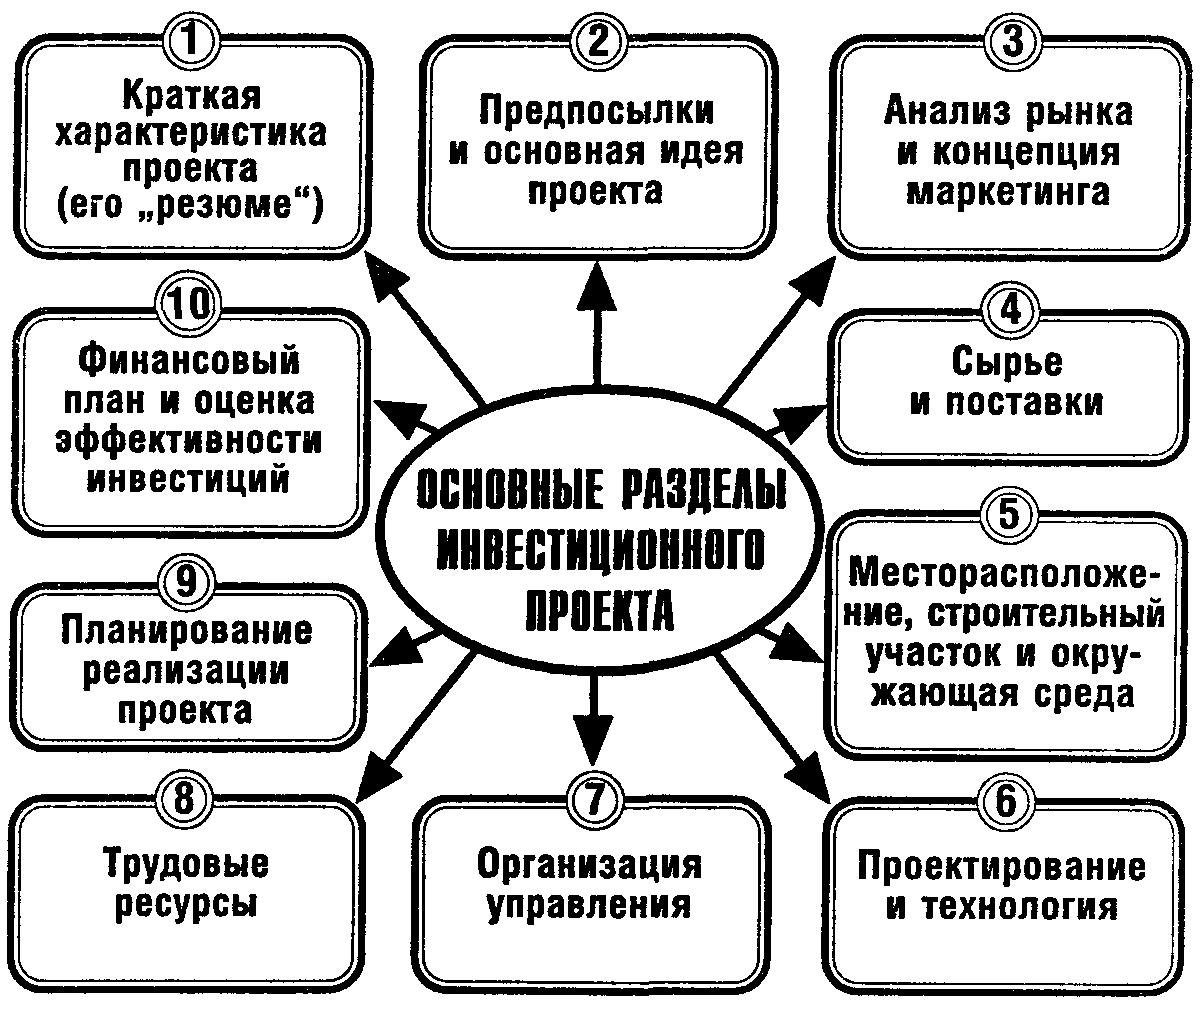 1
Краткая
характеристика
проекта
(его „резюме“)
2
Предпосылки
и основная идея
проекта
3
Анализ рынка
и концепция
маркетинга
4
Сырье
и поставки
5
Месторасположе-
ние, строительный
участок и окру-
жающая среда
6
Проектирование
и технология
7
Организация
управления
8
Трудовые
ресурсы
9
Планирование
реализации
проекта
10
Финансовый
план и оценка
эффективности
инвестиций
ОСНОВНЫЕ РАЗДЕЛЫ
ИНВЕСТИЦИОННОГО
ПРОЕКТА